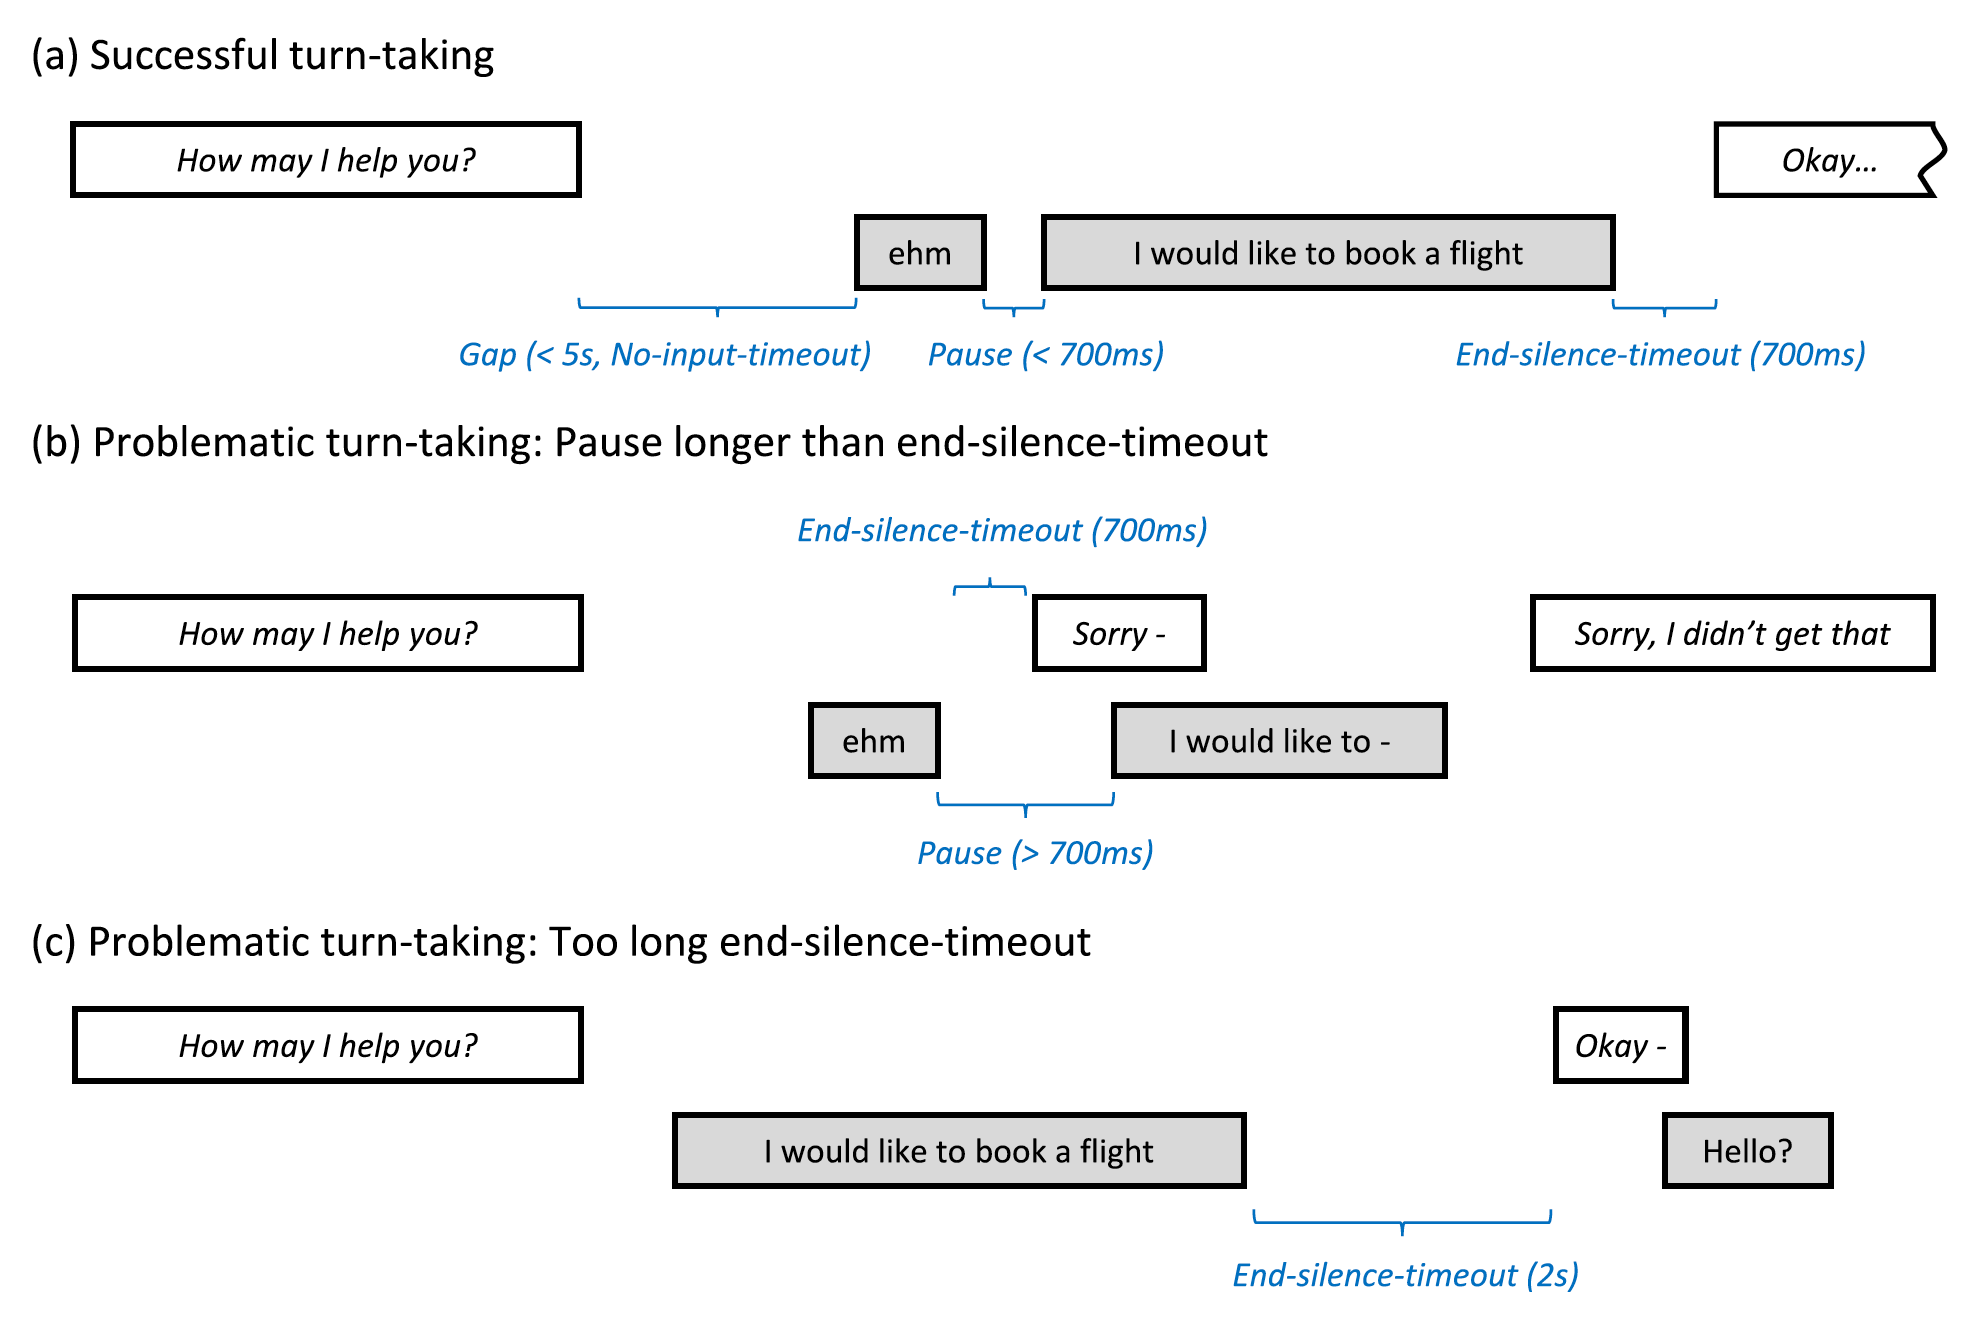 (a) Successful turn-taking
How may I help you?
Okay...
ehm
I would like to book a flight
Gap (< 5s, No-input-timeout)
Pause (< 700ms)
End-silence-timeout (700ms)
(b) Problematic turn-taking: Pause longer than end-silence-timeout
End-silence-timeout (700ms)
How may I help you?
Sorry -
Sorry, I didn’t get that
ehm
I would like to -
Pause (> 700ms)
(c) Problematic turn-taking: Too long end-silence-timeout
How may I help you?
Okay -
I would like to book a flight
Hello?
End-silence-timeout (2s)